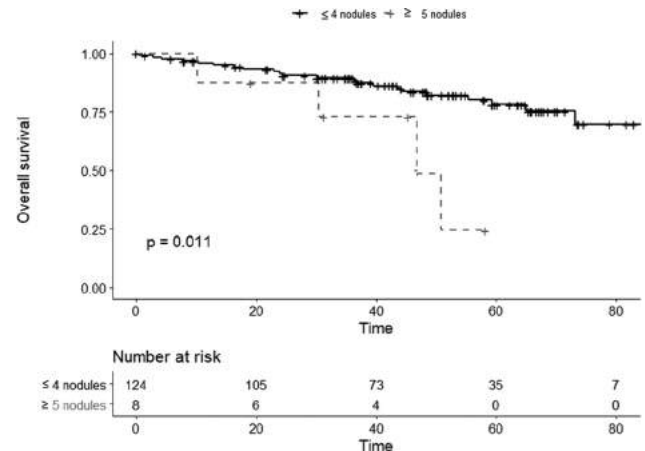 ≤ 4 nodules ≥ 5 nodules
1.00
0.75
0.50
0.25
0.00
Overall survival
p = 0.011
0 20 40 60 80
Time
Number at risk
≤ 4 nodules 124 105 73 35 7
≥ 5 nodules 8 6 4 0 0
0 20 40 60 80
Time